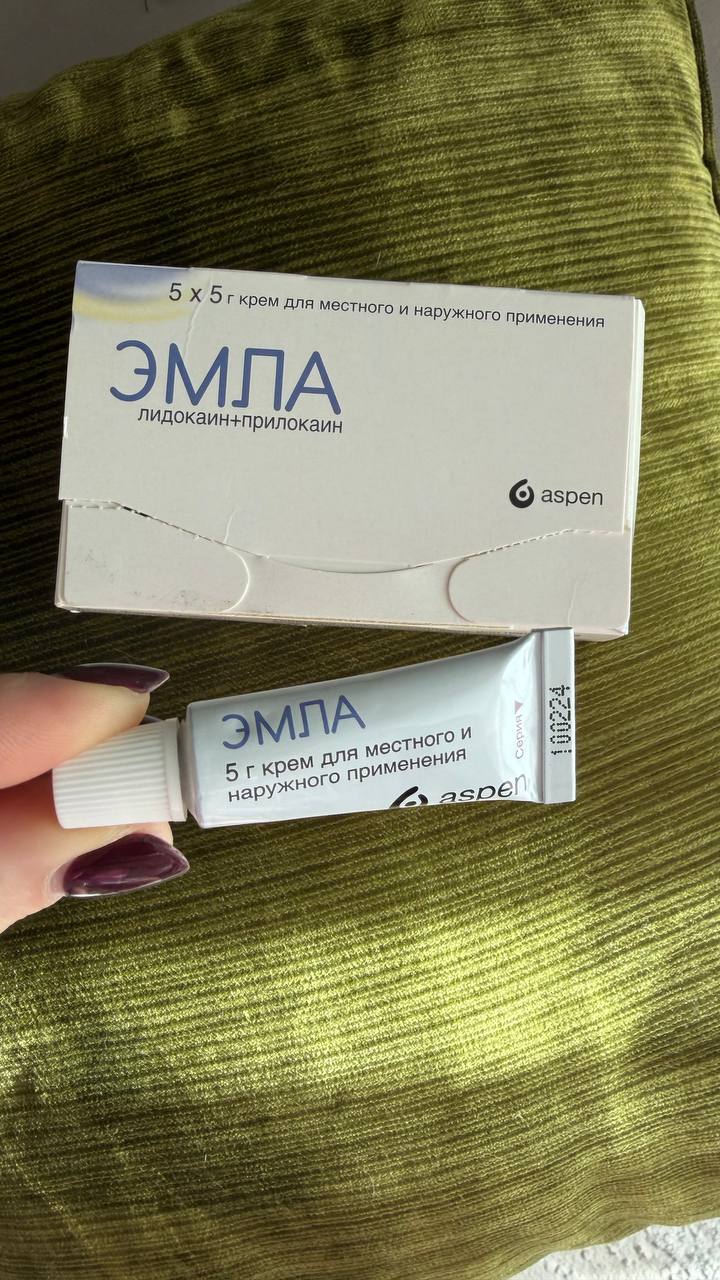 5 x 5 г крем для местного и наружного применения
ЭМЛА
лидокаин+прилокаин
aspen
ЭМЛА
5 г крем для местного и
наружного применения
aspen
Серия
100224